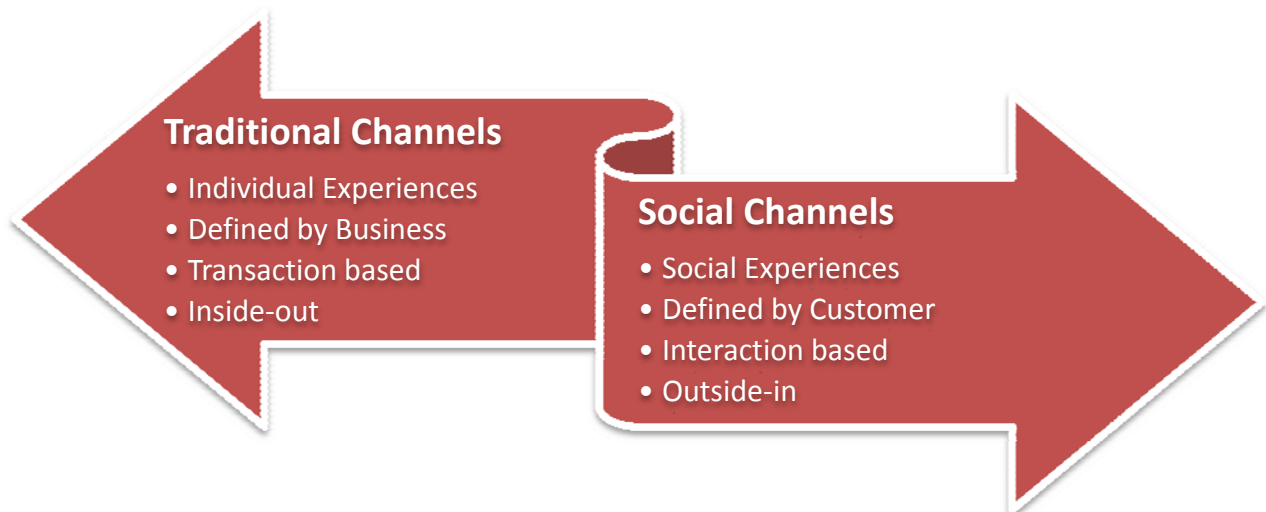 Traditional Channels
• Individual Experiences
• Defined by Business
• Transaction based
• Inside-out
Social Channels
• Social Experiences
• Defined by Customer
• Interaction based
• Outside-in